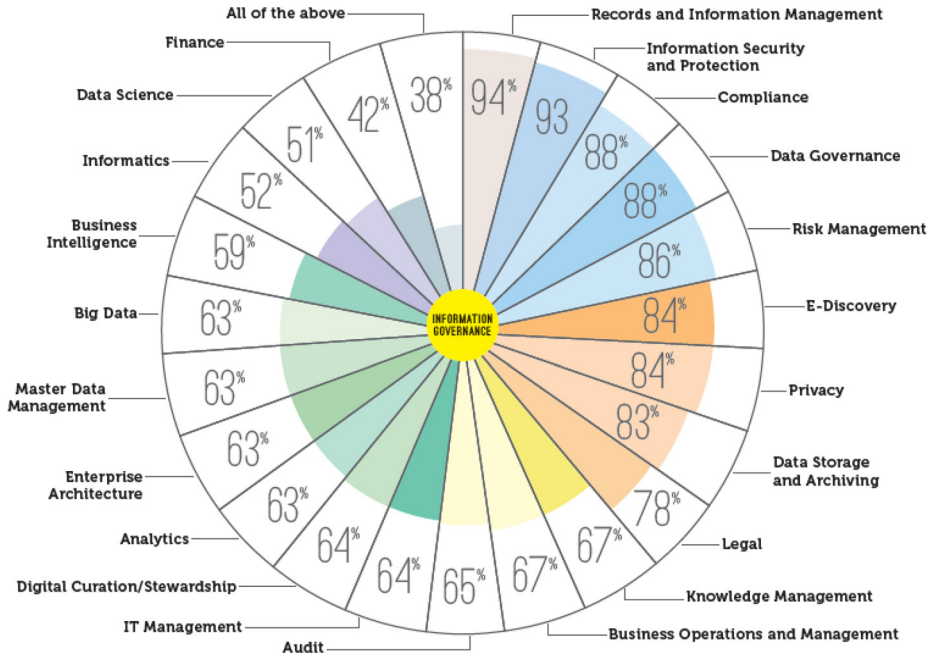 All of the above
Records and Information Management
Finance
Information Security
and Protection
Data Science
Compliance
Informatics
Data Governance
Business
Intelligence
Risk Management
Big Data
E-Discovery
Master Data
Management
Privacy
Enterprise
Architecture
Data Storage
and Archiving
Analytics
Legal
Digital Curation/Stewardship
Knowledge Management
IT Management
Business Operations and Management
Audit
38%
94%
93
88%
88%
86%
84%
84%
83%
78%
67%
67%
65%
64%
64%
63%
63%
63%
63%
59%
52%
51%
42%
INFORMATION
GOVERNANCE